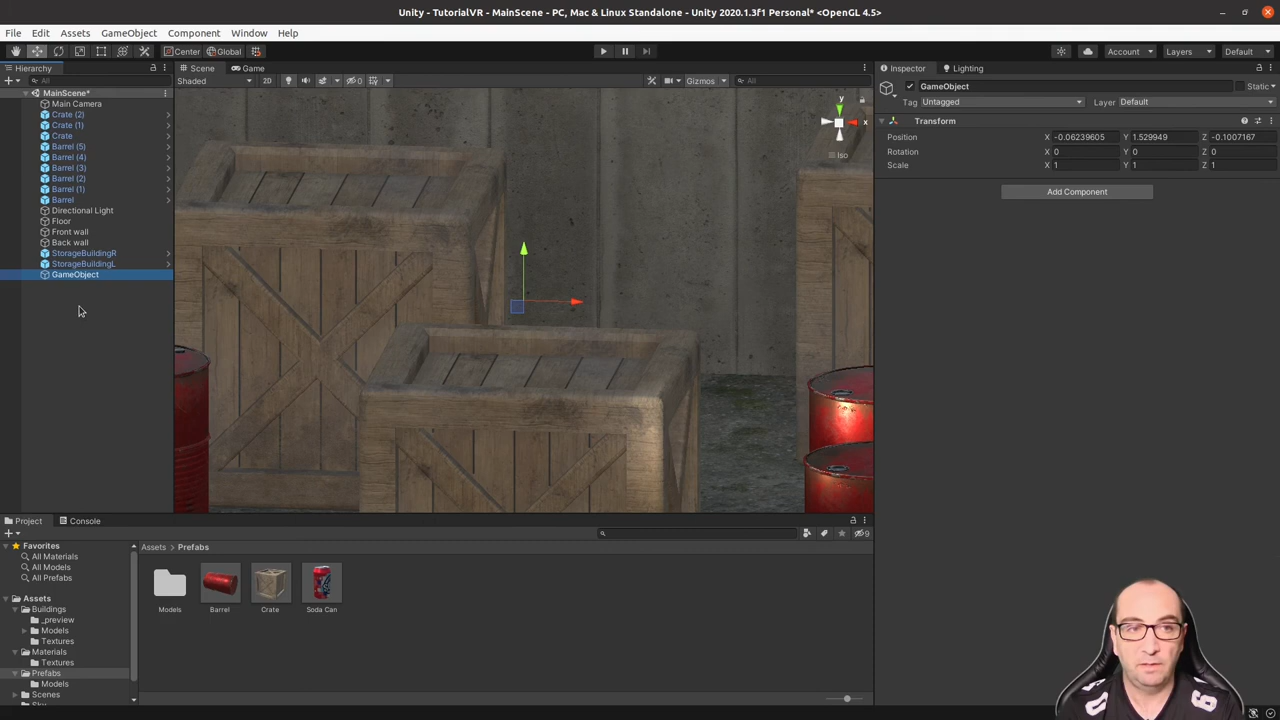 Unity - TutorialVR - MainScene - PC, Mac & Linux Standalone - Unity 2020.1.3f1 Personal* <OpenGL 4.5>
File Edit Assets GameObject Component Window Help
Center Global Account Layers Default
Hierarchy Scene Game Inspector Lighting
All Shaded 2D 0 Gizmos All
GameObject Static
Tag Untagged Layer Default
Transform
Position X -0.06239605 Y 1.529949 Z -0.1007167
Rotation X 0 Y 0 Z 0
Scale X 1 Y 1 Z 1
Add Component
MainScene*
Main Camera
Crate (2)
Crate (1)
Crate
Barrel (5)
Barrel (4)
Barrel (3)
Barrel (2)
Barrel (1)
Barrel
Directional Light
Floor
Front wall
Back wall
StorageBuildingR
StorageBuildingL
GameObject
y
x
Iso
Project Console
9
Favorites
All Materials
All Models
All Prefabs
Assets
Buildings
_preview
Models
Textures
Materials
Textures
Prefabs
Models
Scenes
Assets > Prefabs
Models Barrel Crate Soda Can